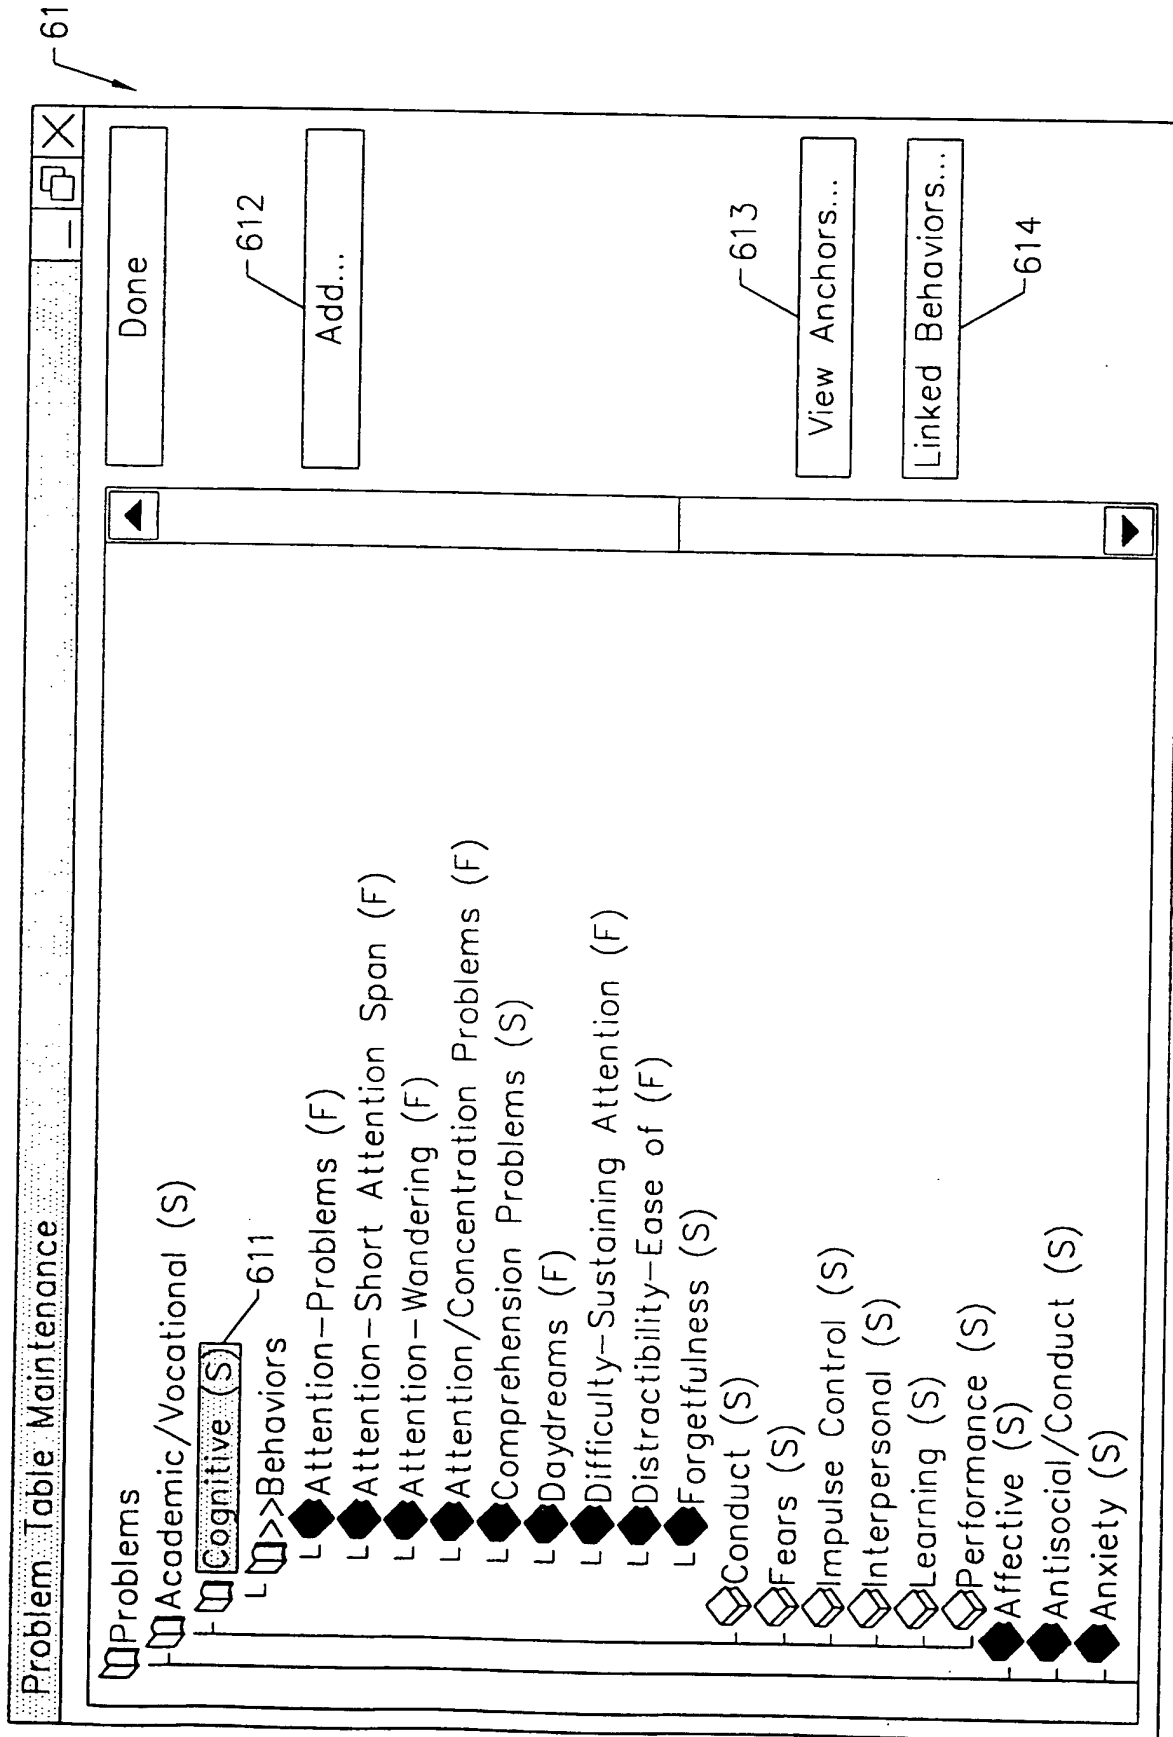 61
Problem Table Maintenance
Problems
Academic/Vocational (S)
Cognitive (S)
611
>>Behaviors
Attention-Problems (F)
Attention-Short Attention Span (F)
Attention-Wandering (F)
Attention/Concentration Problems (F)
Comprehension Problems (S)
Daydreams (F)
Difficulty-Sustaining Attention (F)
Distractibility-Ease of (F)
Forgetfulness (S)
Conduct (S)
Fears (S)
Impulse Control (S)
Interpersonal (S)
Learning (S)
Performance (S)
Affective (S)
Antisocial/Conduct (S)
Anxiety (S)
Done
612
Add...
613
View Anchors...
Linked Behaviors...
614